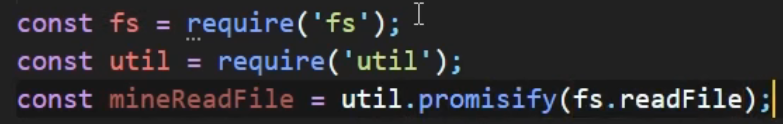 const fs = require('fs');
const util = require('util');
const mineReadFile = util.promisify(fs.readFile);